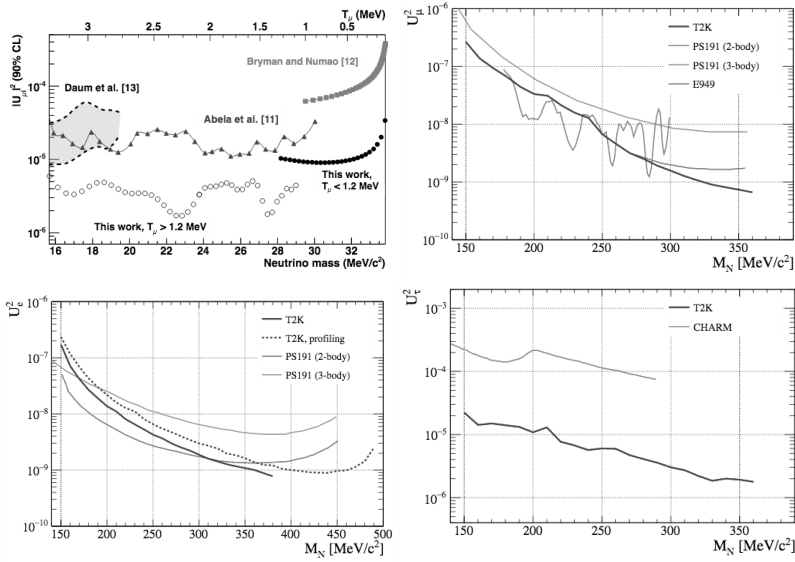 T_μ (MeV)
3 2.5 2 1.5 1 0.5
|U_μi|² (90% CL)
10⁻⁴
10⁻⁵
10⁻⁶
Bryman and Numao [12]
Daum et al. [13]
Abela et al. [11]
This work,
T_μ < 1.2 MeV
This work, T_μ > 1.2 MeV
16 18 20 22 24 26 28 30 32
Neutrino mass (MeV/c²)
U²_μ
10⁻⁶
10⁻⁷
10⁻⁸
10⁻⁹
10⁻¹⁰
T2K
PS191 (2-body)
PS191 (3-body)
E949
150 200 250 300 350
M_N [MeV/c²]
U²_e
10⁻⁶
10⁻⁷
10⁻⁸
10⁻⁹
10⁻¹⁰
T2K
T2K, profiling
PS191 (2-body)
PS191 (3-body)
150 200 250 300 350 400 450 500
M_N [MeV/c²]
U²_τ
10⁻³
10⁻⁴
10⁻⁵
10⁻⁶
T2K
CHARM
150 200 250 300 350
M_N [MeV/c²]